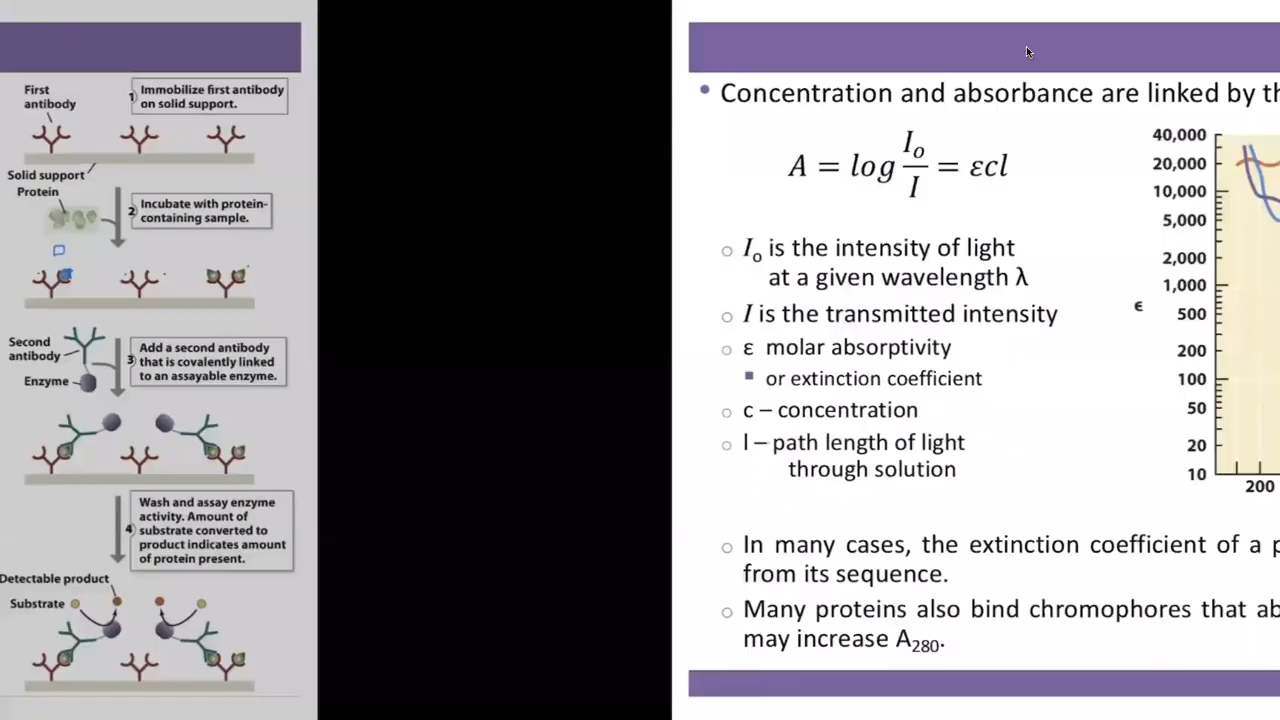 First
antibody
1) Immobilize first antibody
on solid support.
Solid support
Protein
2) Incubate with protein-
containing sample.
Second
antibody
Enzyme
3) Add a second antibody
that is covalently linked
to an assayable enzyme.
4) Wash and assay enzyme
activity. Amount of
substrate converted to
product indicates amount
of protein present.
Detectable product
Substrate
• Concentration and absorbance are linked by
A = log Io/I = εcl
○ Io is the intensity of light
at a given wavelength λ
○ I is the transmitted intensity
○ ε molar absorptivity
▪ or extinction coefficient
○ c – concentration
○ l – path length of light
through solution
40,000
20,000
10,000
5,000
2,000
1,000
ϵ
500
200
100
50
20
10
200
○ In many cases, the extinction coefficient of a
from its sequence.
○ Many proteins also bind chromophores that
may increase A280.